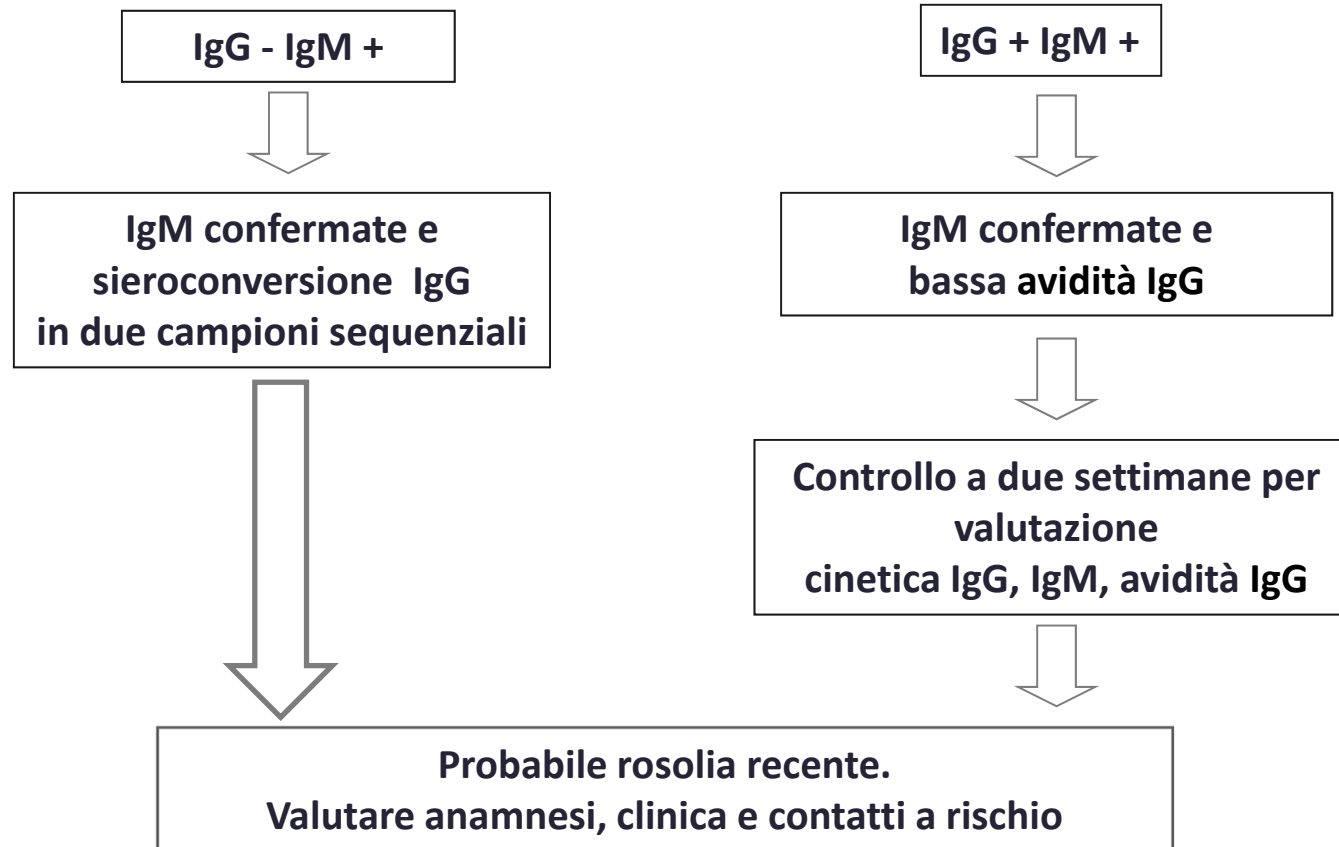 IgG - IgM +
IgM confermate e
sieroconversione IgG
in due campioni sequenziali
IgG + IgM +
IgM confermate e
bassa avidità IgG
Controllo a due settimane per
valutazione
cinetica IgG, IgM, avidità IgG
Probabile rosolia recente.
Valutare anamnesi, clinica e contatti a rischio